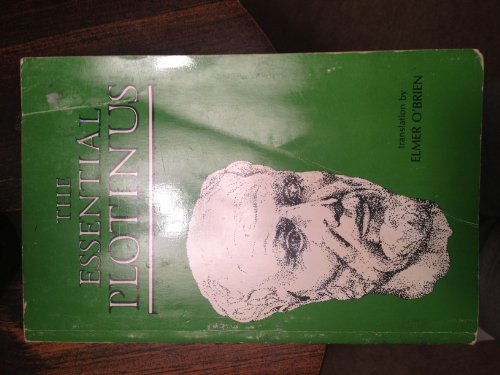 THE
ESSENTIAL
PLOTINUS
translation by
ELMER O'BRIEN